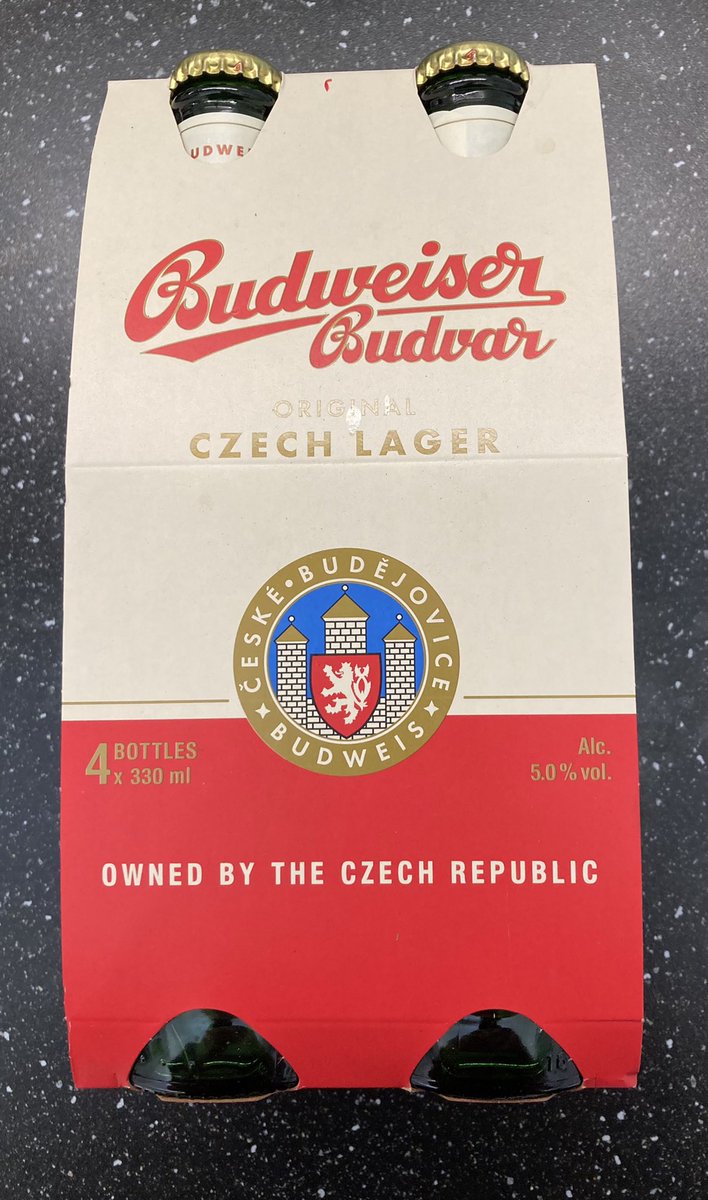 UDWE
Budweiser
Budvar
ORIGINAL
CZECH LAGER
ČESKÉ • BUDĚJOVICE
BUDWEIS
4 BOTTLES
x 330 ml
Alc.
5.0 % vol.
OWNED BY THE CZECH REPUBLIC